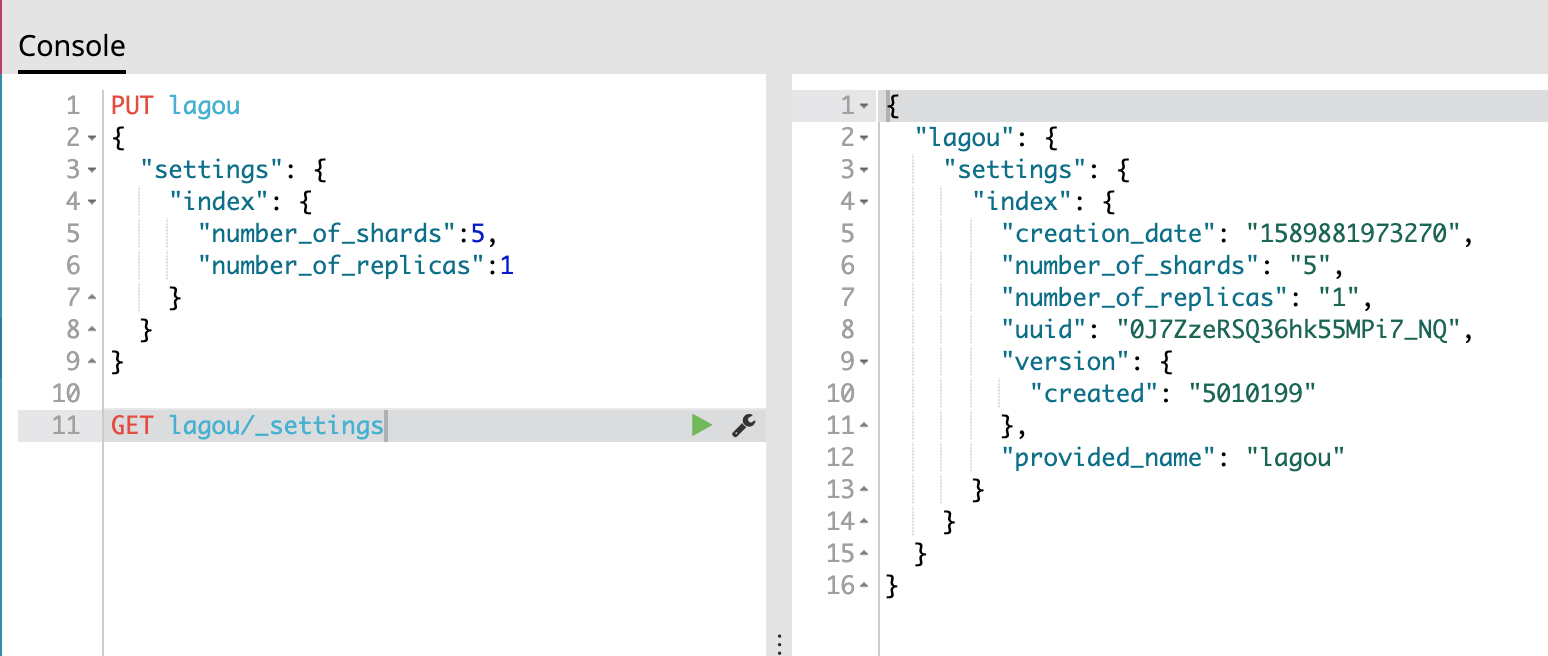 Console
1 PUT lagou
2 {
3 "settings": {
4 "index": {
5 "number_of_shards":5,
6 "number_of_replicas":1
7 }
8 }
9 }
10
11 GET lagou/_settings
1 {
2 "lagou": {
3 "settings": {
4 "index": {
5 "creation_date": "1589881973270",
6 "number_of_shards": "5",
7 "number_of_replicas": "1",
8 "uuid": "0J7ZzeRSQ36hk55MPi7_NQ",
9 "version": {
10 "created": "5010199"
11 },
12 "provided_name": "lagou"
13 }
14 }
15 }
16 }